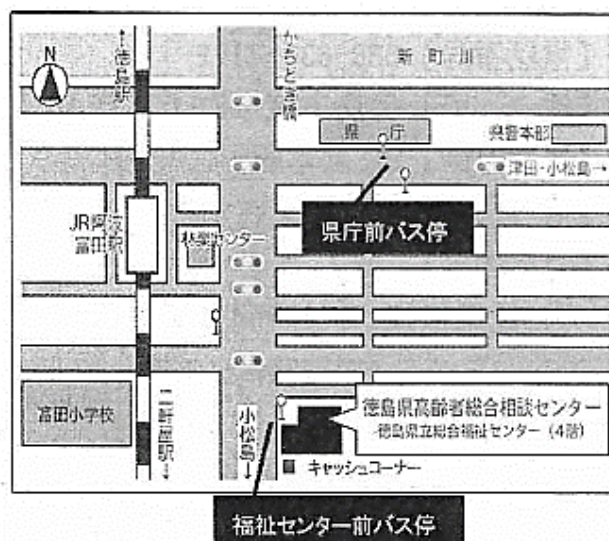 N
↑徳島駅
かちどき橋
新町川
県庁
県警本部
津田・小松島→
県庁前バス停
JR阿波
富田駅
林業センター
富田小学校
二軒屋駅↓
小松島↓
徳島県高齢者総合相談センター
徳島県立総合福祉センター（4階）
キャッシュコーナー
福祉センター前バス停